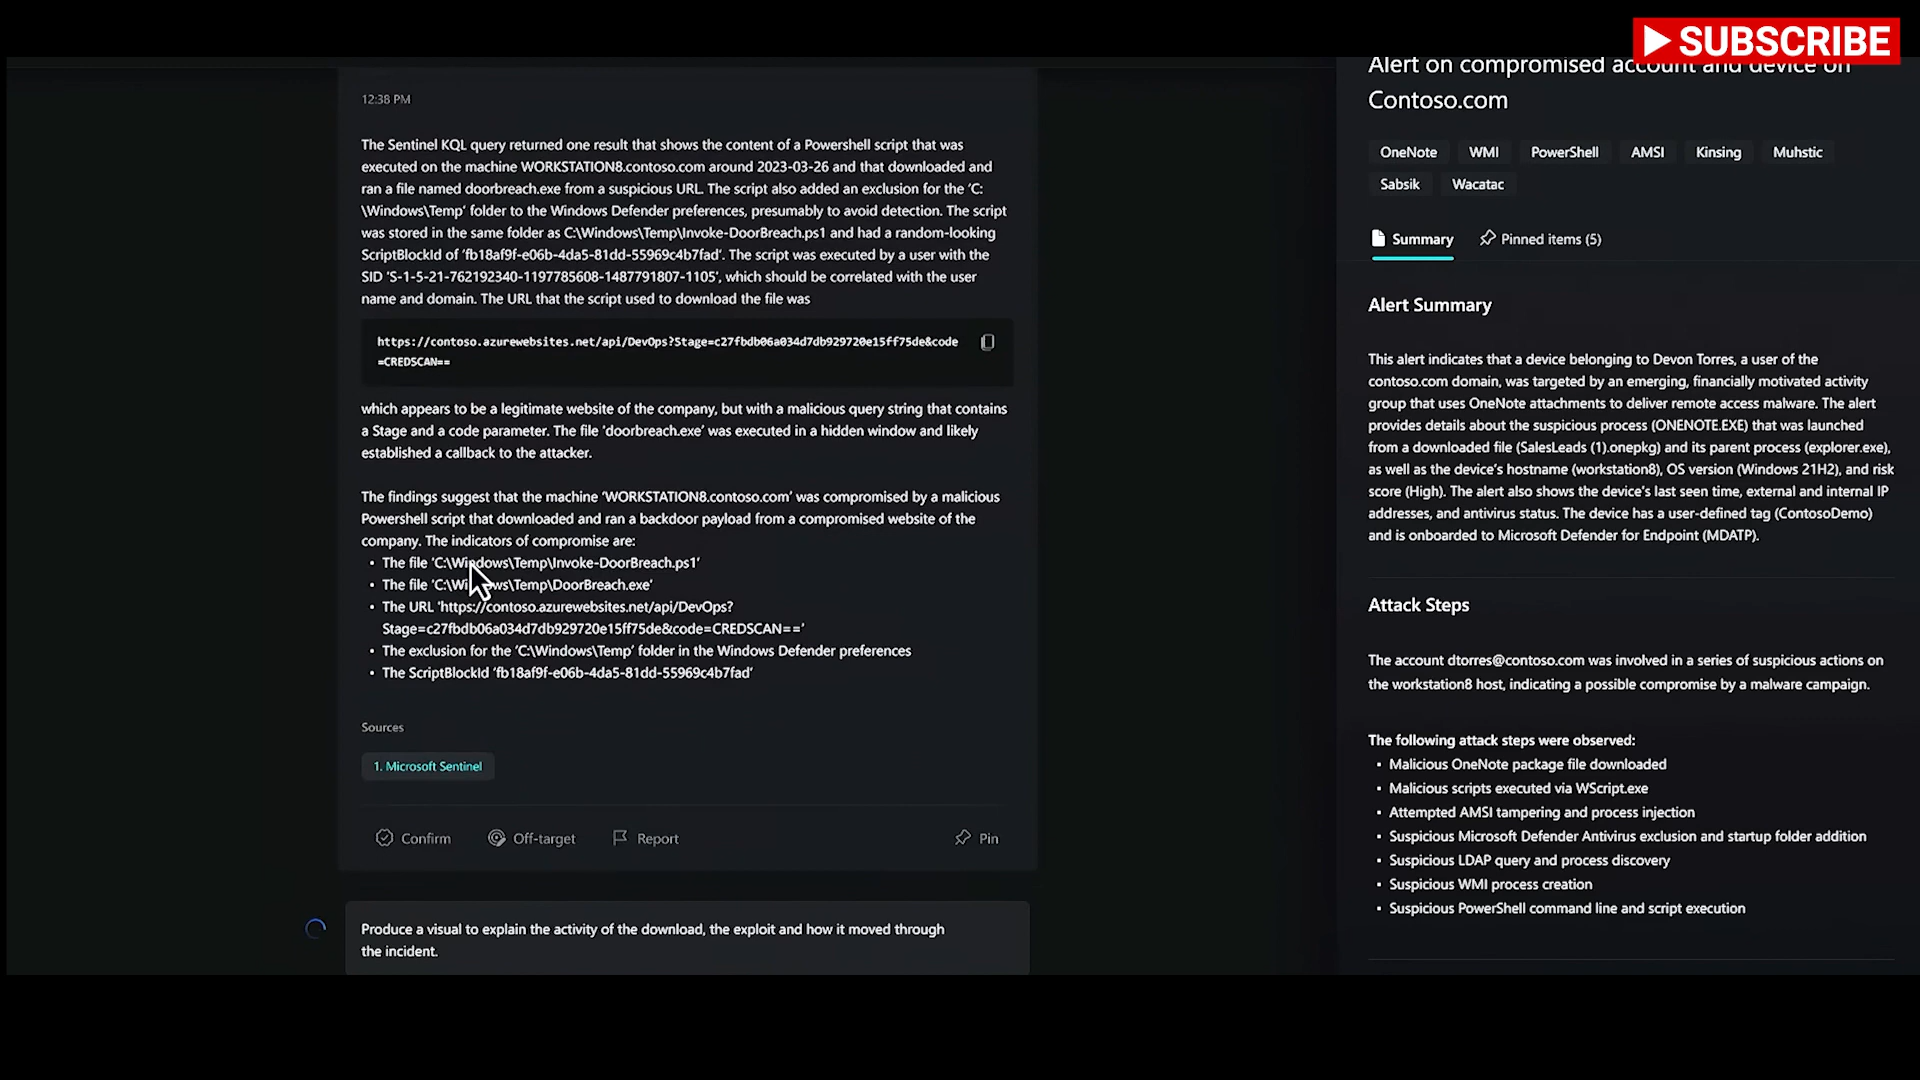 SUBSCRIBE
12:38 PM
The Sentinel KQL query returned one result that shows the content of a Powershell script that was
executed on the machine WORKSTATION8.contoso.com around 2023-03-26 and that downloaded and
ran a file named doorbreach.exe from a suspicious URL. The script also added an exclusion for the 'C:
\Windows\Temp' folder to the Windows Defender preferences, presumably to avoid detection. The script
was stored in the same folder as C:\Windows\Temp\Invoke-DoorBreach.ps1 and had a random-looking
ScriptBlockId of 'fb18af9f-e06b-4da5-81dd-55969c4b7fad'. The script was executed by a user with the
SID 'S-1-5-21-762192340-1197785608-1487791807-1105', which should be correlated with the user
name and domain. The URL that the script used to download the file was
https://contoso.azurewebsites.net/api/DevOps?Stage=c27fbdb06a034d7db929720e15ff75de&code
=CREDSCAN==
which appears to be a legitimate website of the company, but with a malicious query string that contains
a Stage and a code parameter. The file 'doorbreach.exe' was executed in a hidden window and likely
established a callback to the attacker.
The findings suggest that the machine 'WORKSTATION8.contoso.com' was compromised by a malicious
Powershell script that downloaded and ran a backdoor payload from a compromised website of the
company. The indicators of compromise are:
• The file 'C:\Windows\Temp\Invoke-DoorBreach.ps1'
• The file 'C:\Windows\Temp\DoorBreach.exe'
• The URL 'https://contoso.azurewebsites.net/api/DevOps?
Stage=c27fbdb06a034d7db929720e15ff75de&code=CREDSCAN=='
• The exclusion for the 'C:\Windows\Temp' folder in the Windows Defender preferences
• The ScriptBlockId 'fb18af9f-e06b-4da5-81dd-55969c4b7fad'
Sources
1. Microsoft Sentinel
Confirm Off-target Report Pin
Produce a visual to explain the activity of the download, the exploit and how it moved through
the incident.
Alert on compromised account and device on
Contoso.com
OneNote WMI PowerShell AMSI Kinsing Muhstic
Sabsik Wacatac
Summary Pinned items (5)
Alert Summary
This alert indicates that a device belonging to Devon Torres, a user of the
contoso.com domain, was targeted by an emerging, financially motivated activity
group that uses OneNote attachments to deliver remote access malware. The alert
provides details about the suspicious process (ONENOTE.EXE) that was launched
from a downloaded file (SalesLeads (1).onepkg) and its parent process (explorer.exe),
as well as the device's hostname (workstation8), OS version (Windows 21H2), and risk
score (High). The alert also shows the device's last seen time, external and internal IP
addresses, and antivirus status. The device has a user-defined tag (ContosoDemo)
and is onboarded to Microsoft Defender for Endpoint (MDATP).
Attack Steps
The account dtorres@contoso.com was involved in a series of suspicious actions on
the workstation8 host, indicating a possible compromise by a malware campaign.
The following attack steps were observed:
• Malicious OneNote package file downloaded
• Malicious scripts executed via WScript.exe
• Attempted AMSI tampering and process injection
• Suspicious Microsoft Defender Antivirus exclusion and startup folder addition
• Suspicious LDAP query and process discovery
• Suspicious WMI process creation
• Suspicious PowerShell command line and script execution